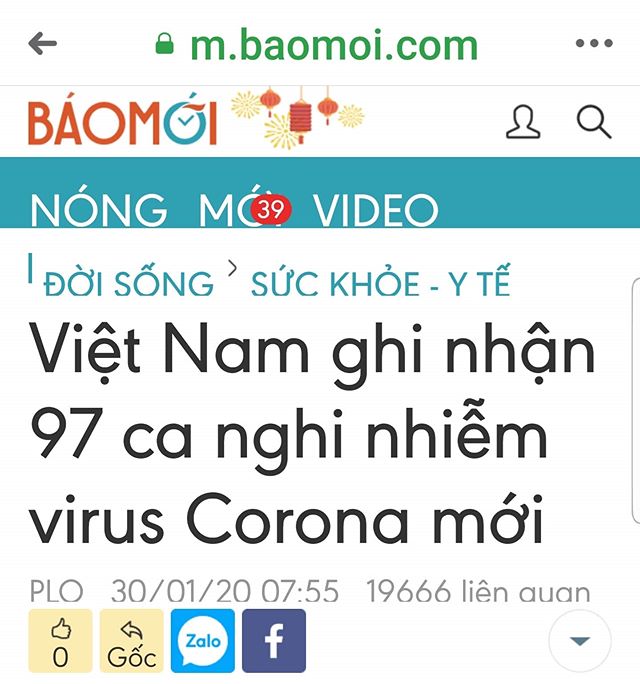 m.baomoi.com
BÁOMỚI
NÓNG MỚI 39 VIDEO
ĐỜI SỐNG > SỨC KHỎE - Y TẾ
Việt Nam ghi nhận
97 ca nghi nhiễm
virus Corona mới
PLO 30/01/20 07:55 19666 liên quan
0 Gốc Zalo f